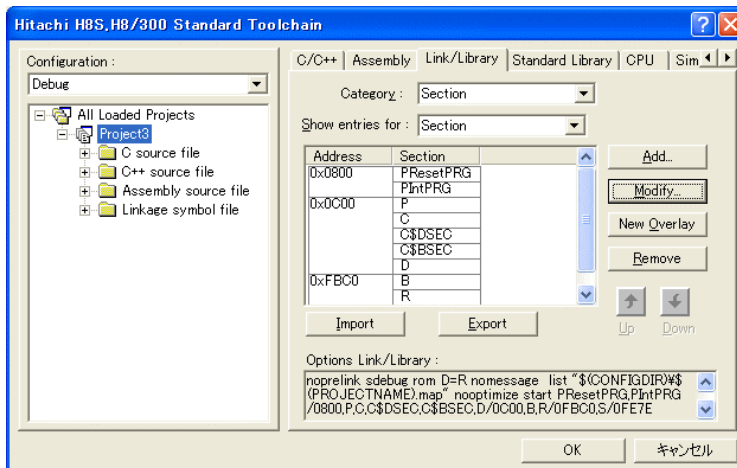 Hitachi H8S,H8/300 Standard Toolchain
Configuration :
Debug
All Loaded Projects
Project3
C source file
C++ source file
Assembly source file
Linkage symbol file
C/C++ Assembly Link/Library Standard Library CPU Sim
Category : Section
Show entries for : Section
Address Section
0x0800 PResetPRG
PIntPRG
0x0C00 P
C
C$DSEC
C$BSEC
D
0xFBC0 B
R
Add...
Modify...
New Overlay
Remove
Up Down
Import Export
Options Link/Library :
noprelink sdebug rom D=R nomessage list "$(CONFIGDIR)¥$
(PROJECTNAME).map" nooptimize start PResetPRG,PIntPRG
/0800,P,C,C$DSEC,C$BSEC,D/0C00,B,R/0FBC0,S/0FE7E
OK キャンセル